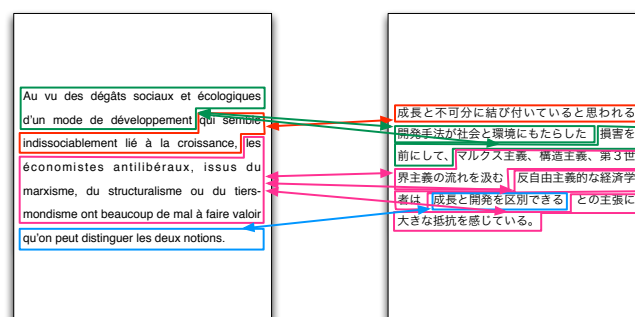 Au vu des dégâts sociaux et écologiques
d'un mode de développement qui semble
indissociablement lié à la croissance, les
économistes antilibéraux, issus du
marxisme, du structuralisme ou du tiers-
mondisme ont beaucoup de mal à faire valoir
qu'on peut distinguer les deux notions.
成長と不可分に結び付いていると思われる
開発手法が社会と環境にもたらした 損害を
前にして、マルクス主義、構造主義、第３世
界主義の流れを汲む 反自由主義的な経済学
者は 成長と開発を区別できる との主張に
大きな抵抗を感じている。